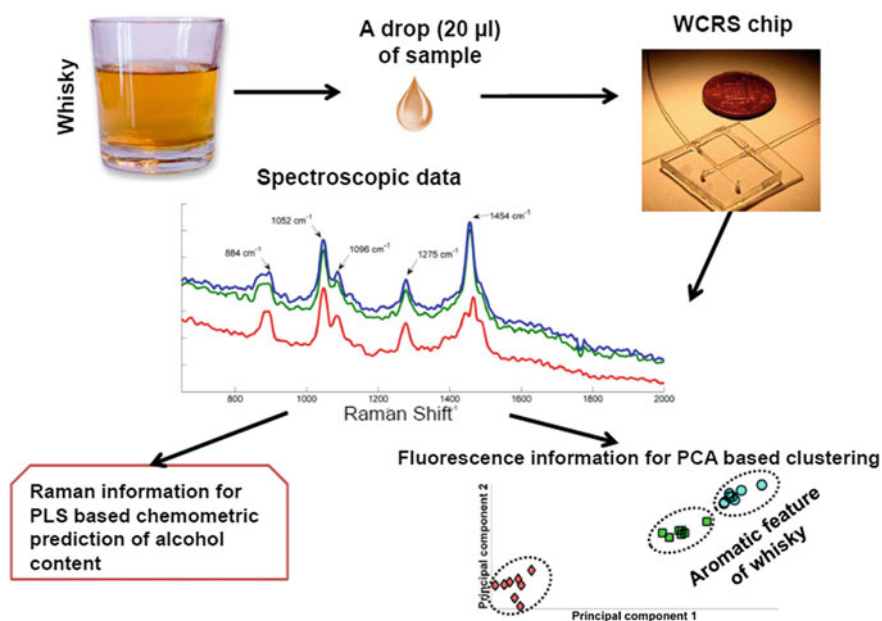 Whisky
A drop (20 µl)
of sample
WCRS chip
Spectroscopic data
884 cm⁻¹
1052 cm⁻¹
1096 cm⁻¹
1275 cm⁻¹
1454 cm⁻¹
800
1000
1200
1400
1600
1800
2000
Raman Shift¹
Raman information for
PLS based chemometric
prediction of alcohol
content
Fluorescence information for PCA based clustering
Principal component 2
Principal component 1
Aromatic feature
of whisky